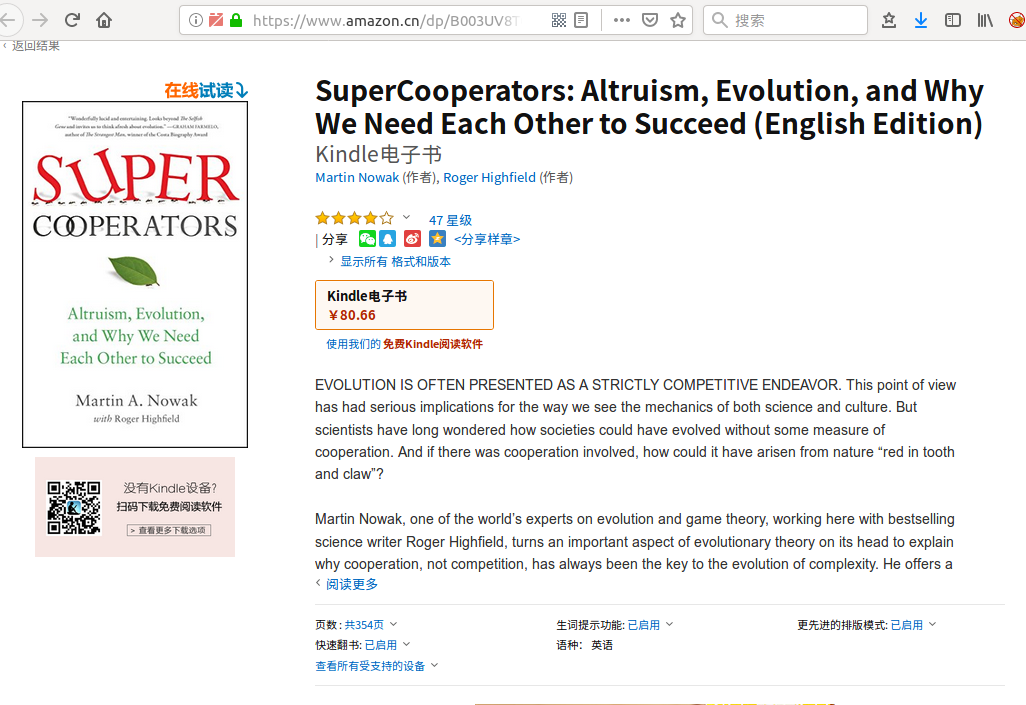 https://www.amazon.cn/dp/B003UV8T
搜索
返回结果
在线试读
"Wonderfully lucid and entertaining. Looks beyond The Selfish
Gene and invites us to think afresh about evolution." —GRAHAM FARMELO,
author of The Strangest Man, winner of the Costa Biography Award
SUPER
COOPERATORS
Altruism, Evolution,
and Why We Need
Each Other to Succeed
Martin A. Nowak
with Roger Highfield
没有Kindle设备?
扫码下载免费阅读软件
> 查看更多下载选项
SuperCooperators: Altruism, Evolution, and Why
We Need Each Other to Succeed (English Edition)
Kindle电子书
Martin Nowak (作者), Roger Highfield (作者)
47 星级
| 分享 <分享样章>
显示所有 格式和版本
Kindle电子书
￥80.66
使用我们的 免费Kindle阅读软件
EVOLUTION IS OFTEN PRESENTED AS A STRICTLY COMPETITIVE ENDEAVOR. This point of view
has had serious implications for the way we see the mechanics of both science and culture. But
scientists have long wondered how societies could have evolved without some measure of
cooperation. And if there was cooperation involved, how could it have arisen from nature “red in tooth
and claw”?
Martin Nowak, one of the world’s experts on evolution and game theory, working here with bestselling
science writer Roger Highfield, turns an important aspect of evolutionary theory on its head to explain
why cooperation, not competition, has always been the key to the evolution of complexity. He offers a
阅读更多
页数: 共354页 生词提示功能: 已启用 更先进的排版模式: 已启用
快速翻书: 已启用 语种： 英语
查看所有受支持的设备